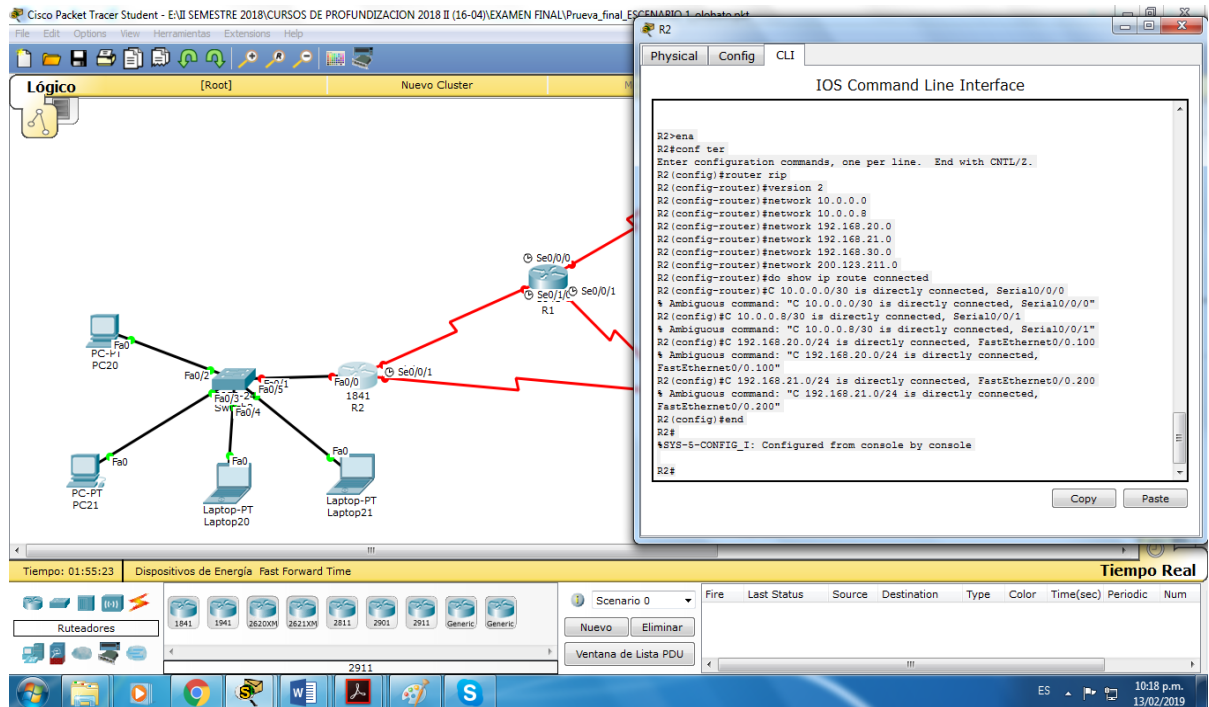 Cisco Packet Tracer Student - E:\II SEMESTRE 2018\CURSOS DE PROFUNDIZACION 2018 II (16-04)\EXAMEN FINAL\Prueva_final_ESCENARIO 1_olobato.pkt
File Edit Options View Herramientas Extensions Help
Lógico [Root] Nuevo Cluster
R2
Physical Config CLI
IOS Command Line Interface
R2>ena
R2#conf ter
Enter configuration commands, one per line. End with CNTL/Z.
R2(config)#router rip
R2(config-router)#version 2
R2(config-router)#network 10.0.0.0
R2(config-router)#network 10.0.0.8
R2(config-router)#network 192.168.20.0
R2(config-router)#network 192.168.21.0
R2(config-router)#network 192.168.30.0
R2(config-router)#network 200.123.211.0
R2(config-router)#do show ip route connected
R2(config-router)#C 10.0.0.0/30 is directly connected, Serial0/0/0
% Ambiguous command: "C 10.0.0.0/30 is directly connected, Serial0/0/0"
R2(config)#C 10.0.0.8/30 is directly connected, Serial0/0/1
% Ambiguous command: "C 10.0.0.8/30 is directly connected, Serial0/0/1"
R2(config)#C 192.168.20.0/24 is directly connected, FastEthernet0/0.100
% Ambiguous command: "C 192.168.20.0/24 is directly connected,
FastEthernet0/0.100"
R2(config)#C 192.168.21.0/24 is directly connected, FastEthernet0/0.200
% Ambiguous command: "C 192.168.21.0/24 is directly connected,
FastEthernet0/0.200"
R2(config)#end
R2#
%SYS-5-CONFIG_I: Configured from console by console
R2#
Copy Paste
Se0/0/0
Se0/1/0 Se0/0/1
R1
Fa0
PC-PT
PC20
Fa0/2
Fa0/1
Fa0/5
Fa0/3
Fa0/4
Fa0/0
Se0/0/1
1841
R2
Fa0
PC-PT
PC21
Fa0
Laptop-PT
Laptop20
Fa0
Laptop-PT
Laptop21
Tiempo: 01:55:23 Dispositivos de Energía Fast Forward Time
Tiempo Real
Ruteadores
1841 1941 2620XM 2621XM 2811 2901 2911 Generic Generic
2911
Scenario 0
Nuevo Eliminar
Ventana de Lista PDU
Fire Last Status Source Destination Type Color Time(sec) Periodic Num
ES
10:18 p.m.
13/02/2019